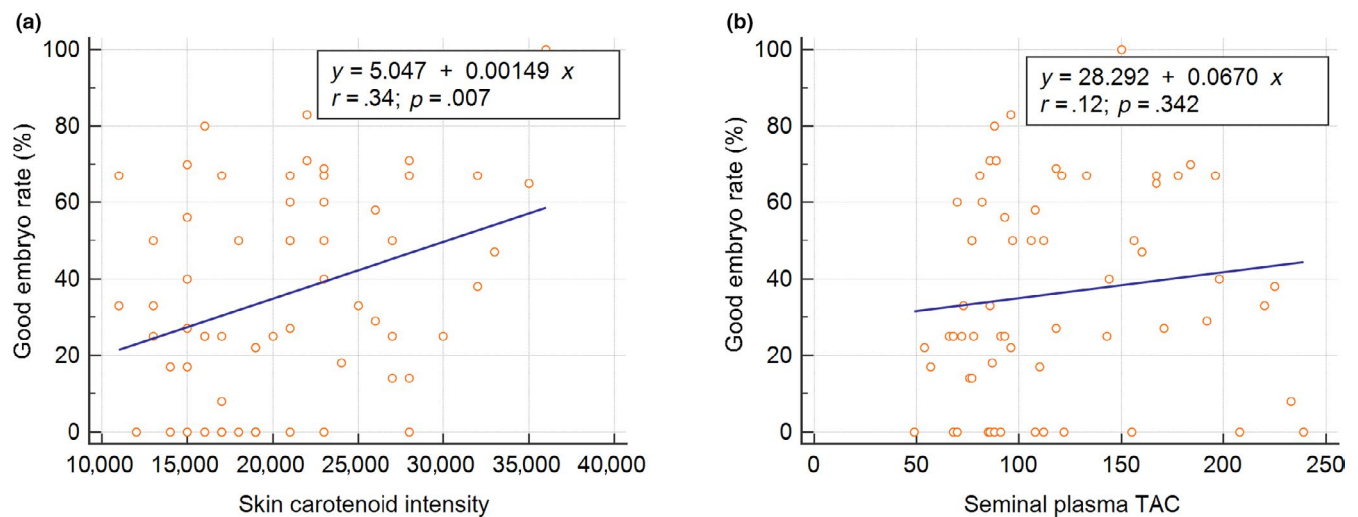 (a)
y = 5.047 + 0.00149 x
r = .34; p = .007
Good embryo rate (%)
100
80
60
40
20
0
10,000 15,000 20,000 25,000 30,000 35,000 40,000
Skin carotenoid intensity
(b)
y = 28.292 + 0.0670 x
r = .12; p = .342
Good embryo rate (%)
100
80
60
40
20
0
0 50 100 150 200 250
Seminal plasma TAC